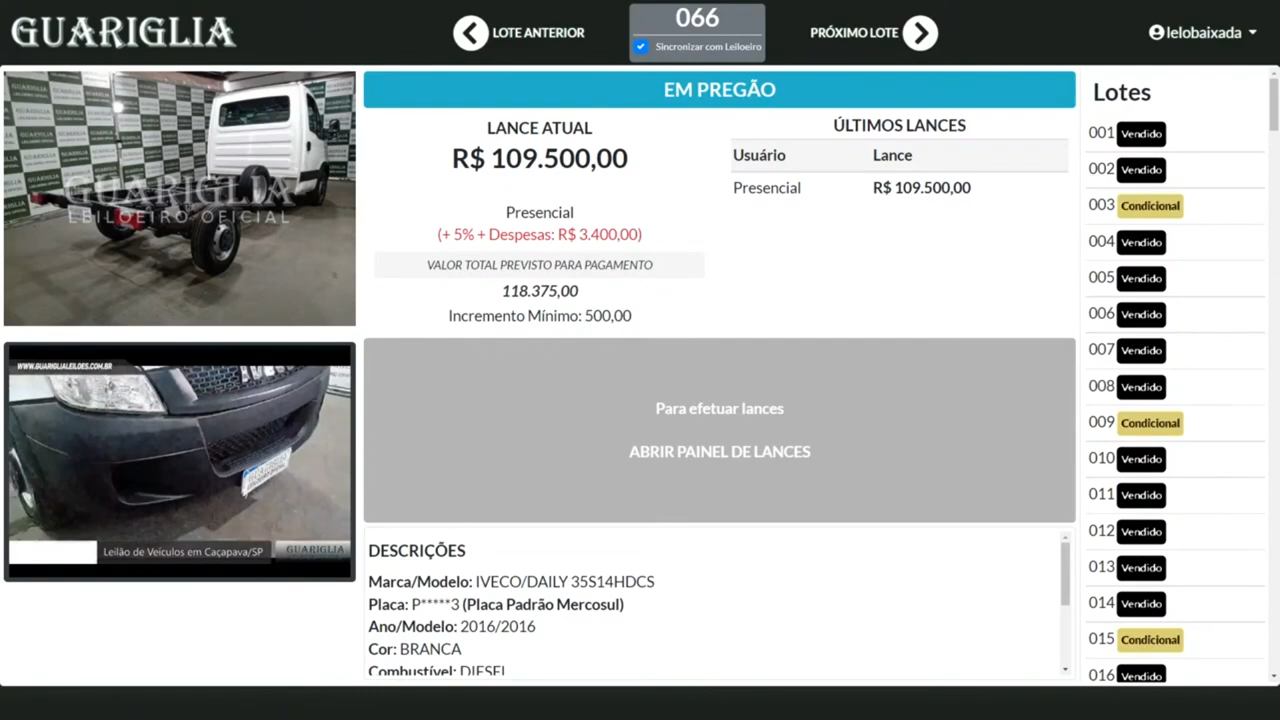 GUARIGLIA
LOTE ANTERIOR
066
Sincronizar com Leiloeiro
PRÓXIMO LOTE
lelobaixada
GUARIGLIA
LEILOEIRO OFICIAL
WWW.GUARIGLIALEILOES.COM.BR
Leilão de Veículos em Caçapava/SP
GUARIGLIA
EM PREGÃO
LANCE ATUAL
R$ 109.500,00
Presencial
(+ 5% + Despesas: R$ 3.400,00)
VALOR TOTAL PREVISTO PARA PAGAMENTO
118.375,00
Incremento Mínimo: 500,00
ÚLTIMOS LANCES
Usuário Lance
Presencial R$ 109.500,00
Para efetuar lances
ABRIR PAINEL DE LANCES
DESCRIÇÕES
Marca/Modelo: IVECO/DAILY 35S14HDCS
Placa: P*****3 (Placa Padrão Mercosul)
Ano/Modelo: 2016/2016
Cor: BRANCA
Combustível: DIESEL
Lotes
001 Vendido
002 Vendido
003 Condicional
004 Vendido
005 Vendido
006 Vendido
007 Vendido
008 Vendido
009 Condicional
010 Vendido
011 Vendido
012 Vendido
013 Vendido
014 Vendido
015 Condicional
016 Vendido